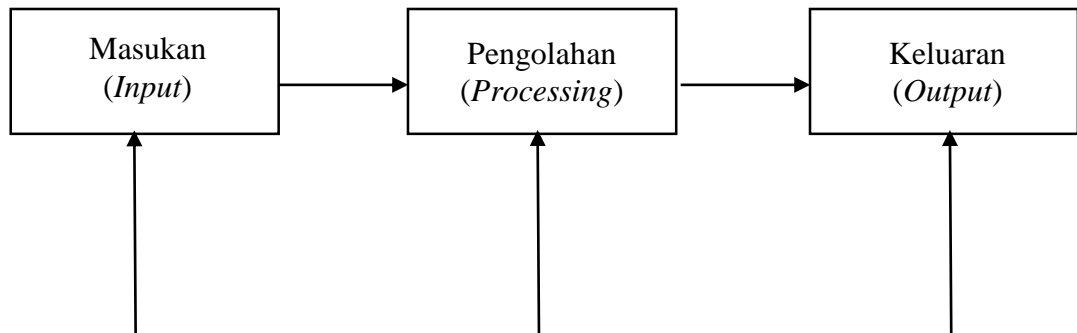 Masukan
(Input)
Pengolahan
(Processing)
Keluaran
(Output)